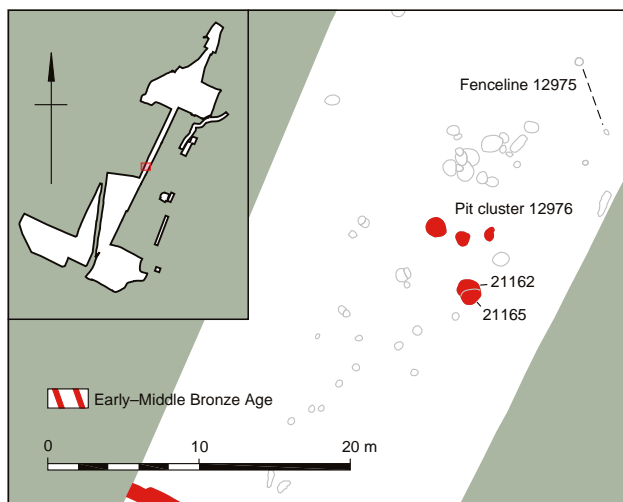 Fenceline 12975
Pit cluster 12976
21162
21165
Early–Middle Bronze Age
0 10 20 m